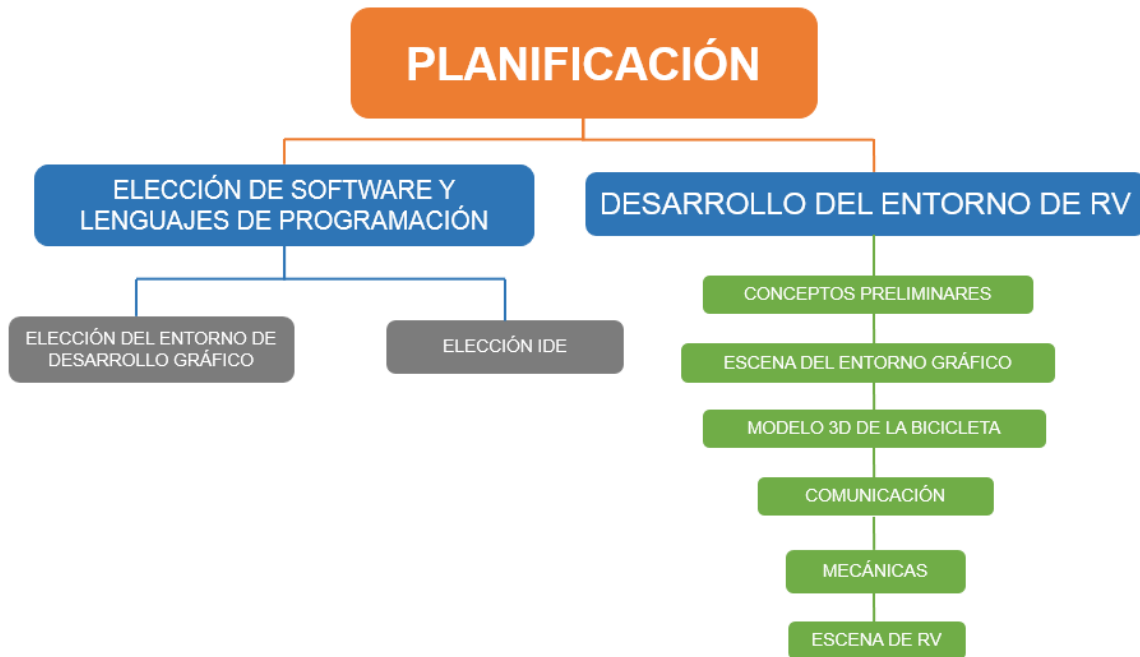 PLANIFICACIÓN
ELECCIÓN DE SOFTWARE Y
LENGUAJES DE PROGRAMACIÓN
DESARROLLO DEL ENTORNO DE RV
ELECCIÓN DEL ENTORNO DE
DESARROLLO GRÁFICO
ELECCIÓN IDE
CONCEPTOS PRELIMINARES
ESCENA DEL ENTORNO GRÁFICO
MODELO 3D DE LA BICICLETA
COMUNICACIÓN
MECÁNICAS
ESCENA DE RV